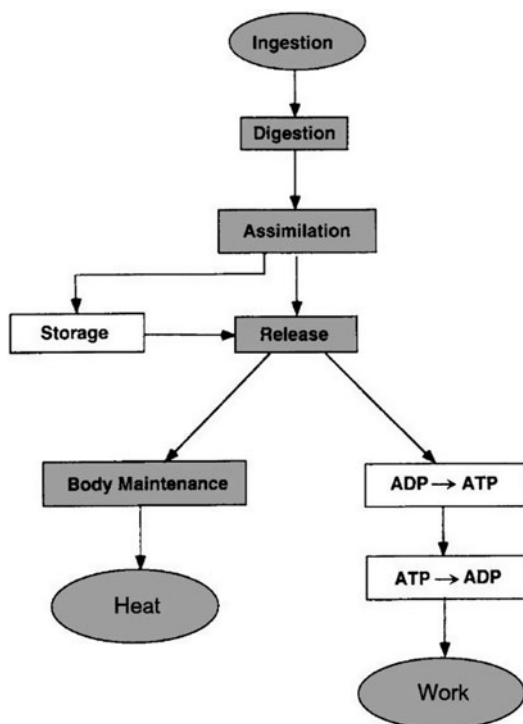 Ingestion
Digestion
Assimilation
Storage
Release
Body Maintenance
ADP → ATP
ATP → ADP
Heat
Work